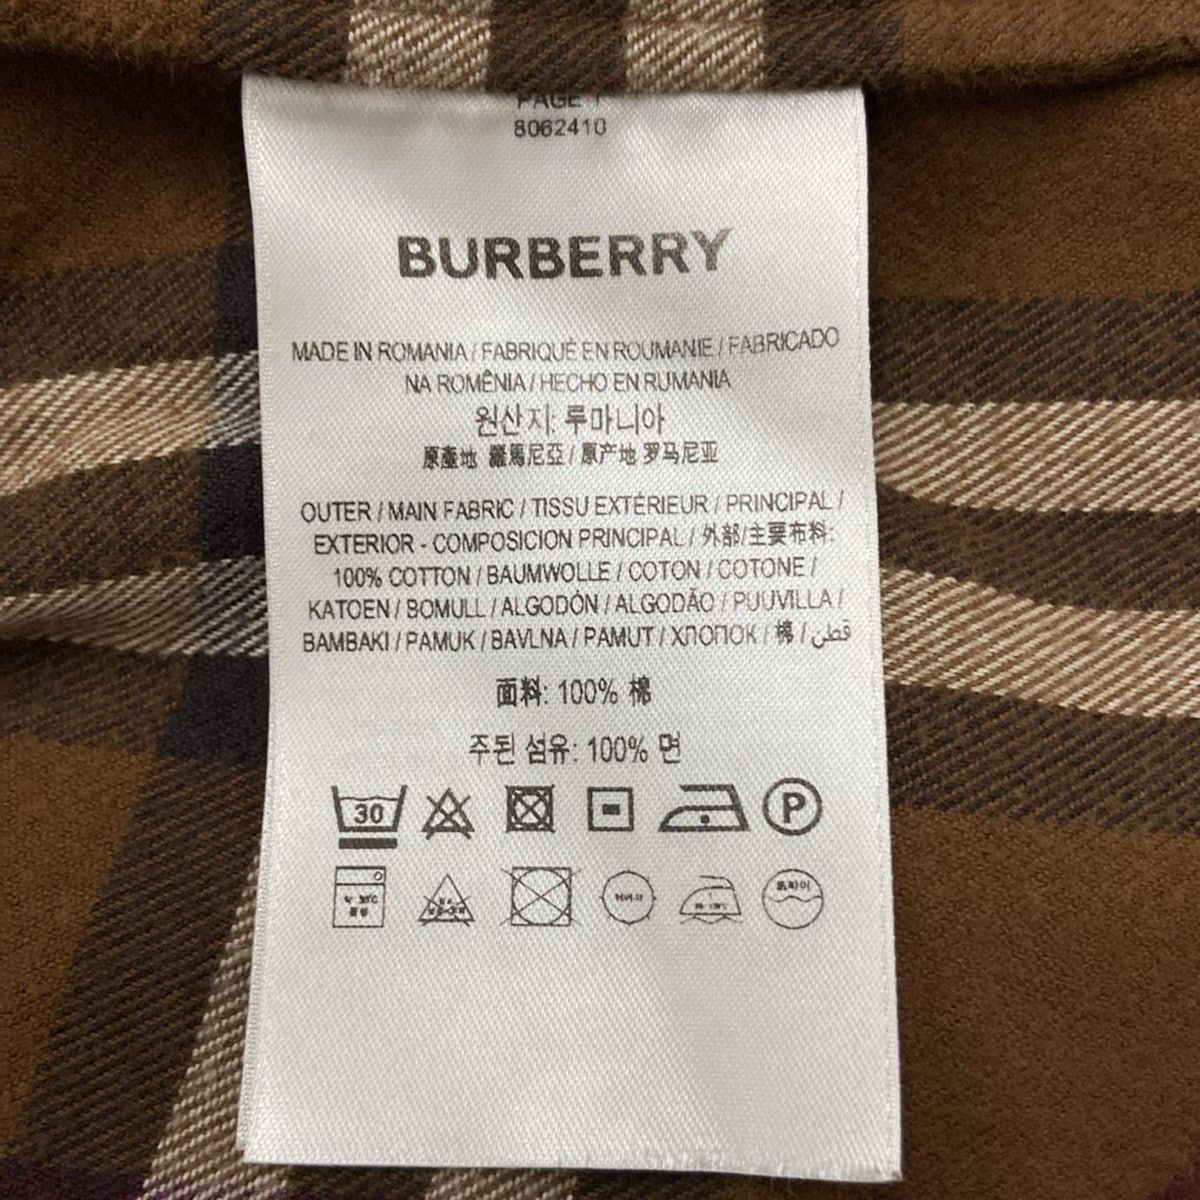 PAGE 1
8062410
BURBERRY
MADE IN ROMANIA / FABRIQUÉ EN ROUMANIE / FABRICADO
NA ROMÊNIA / HECHO EN RUMANIA
원산지: 루마니아
原產地 羅馬尼亞 / 原产地 罗马尼亚
OUTER / MAIN FABRIC / TISSU EXTÉRIEUR / PRINCIPAL /
EXTERIOR - COMPOSICION PRINCIPAL / 外部/主要布料:
100% COTTON / BAUMWOLLE / COTON / COTONE /
KATOEN / BOMULL / ALGODÓN / ALGODÃO / PUUVILLA /
BAMBAKI / PAMUK / BAVLNA / PAMUT / ХЛОПОК / 棉 / قطن
面料: 100% 棉
주된 섬유: 100% 면
30 P